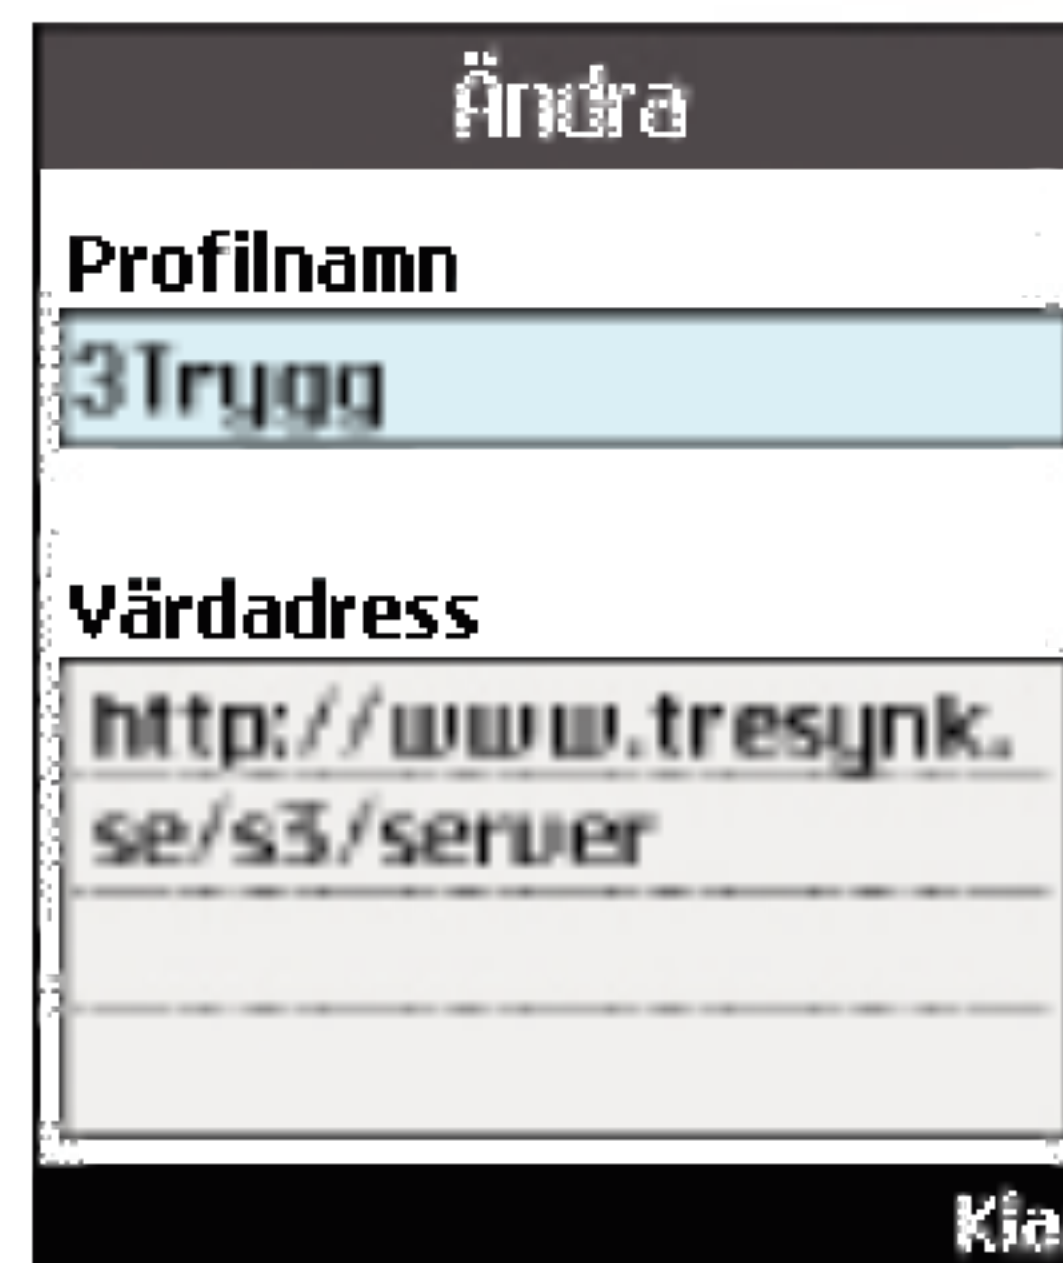 Ändra
Profilnamn
3Trygg
Värdadress
http://www.tresynk.
se/s3/server